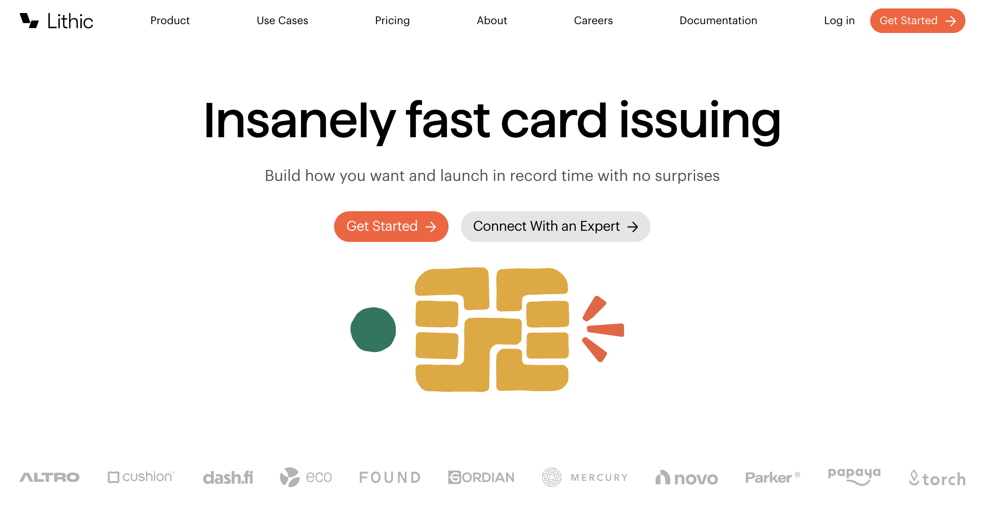 Lithic Product Use Cases Pricing About Careers Documentation Log in Get Started →
Insanely fast card issuing
Build how you want and launch in record time with no surprises
Get Started → Connect With an Expert →
ALTRO cushion™ dash.fi eco FOUND GORDIAN MERCURY novo Parker® papaya torch